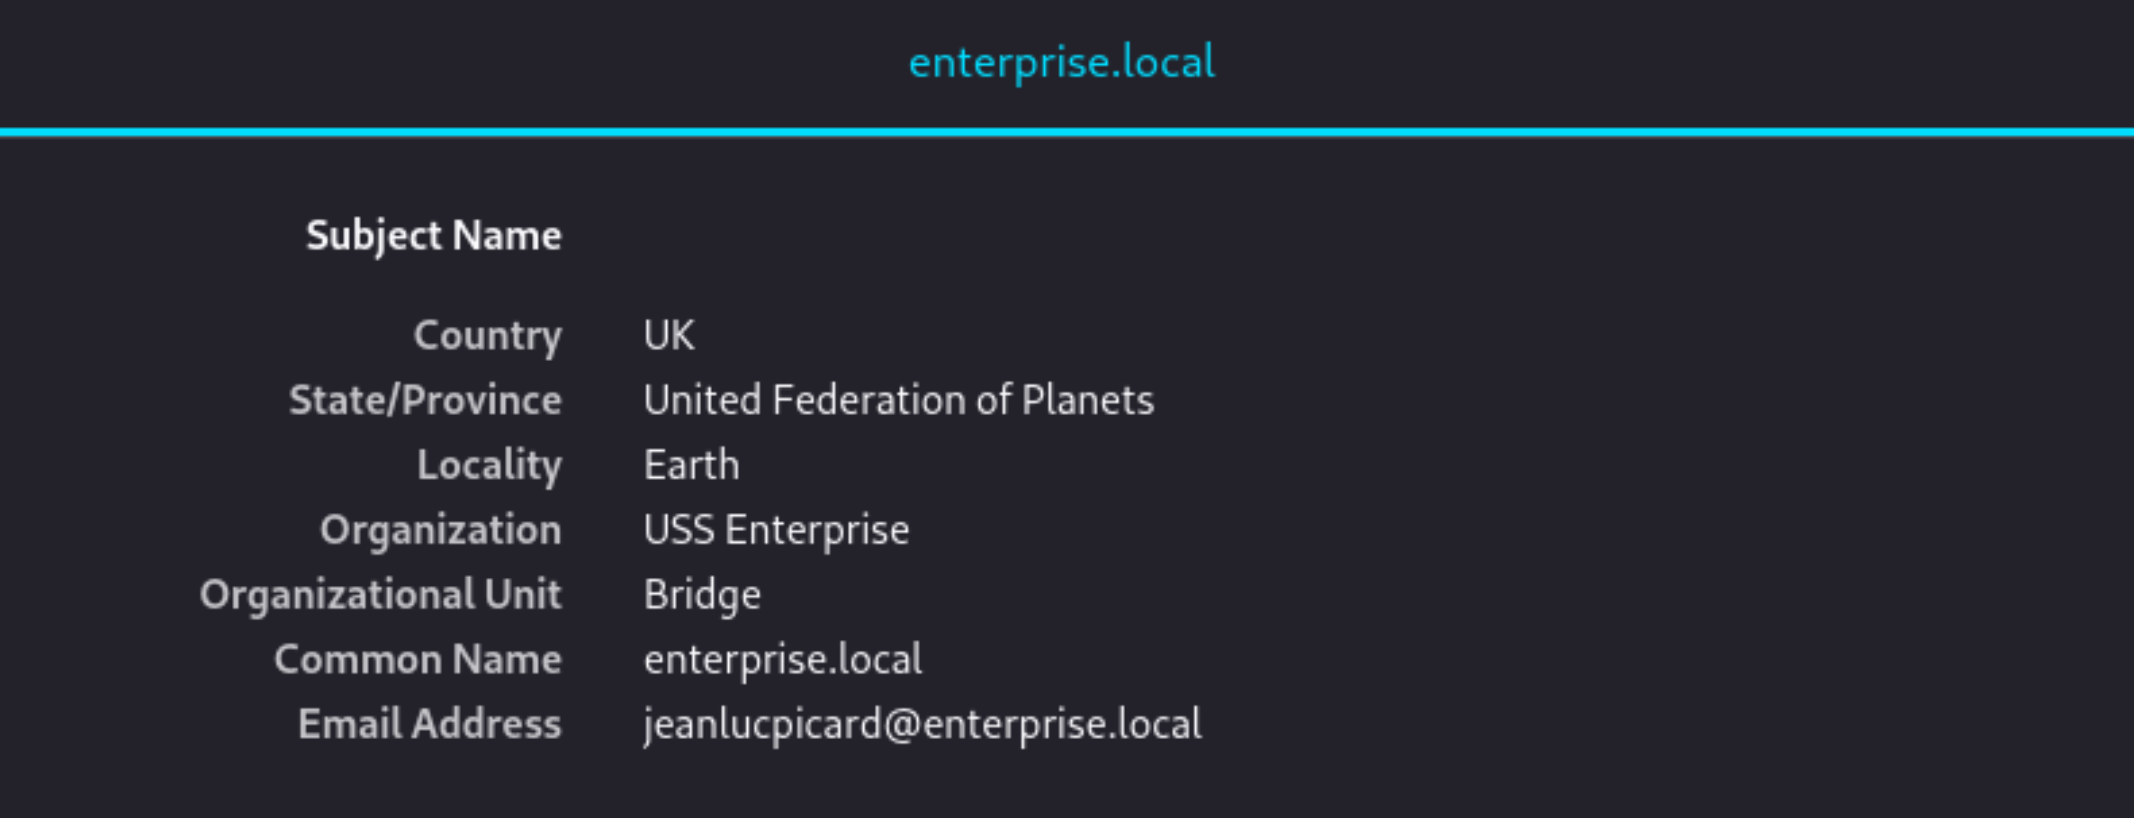 enterprise.local
Subject Name
Country UK
State/Province United Federation of Planets
Locality Earth
Organization USS Enterprise
Organizational Unit Bridge
Common Name enterprise.local
Email Address jeanlucpicard@enterprise.local